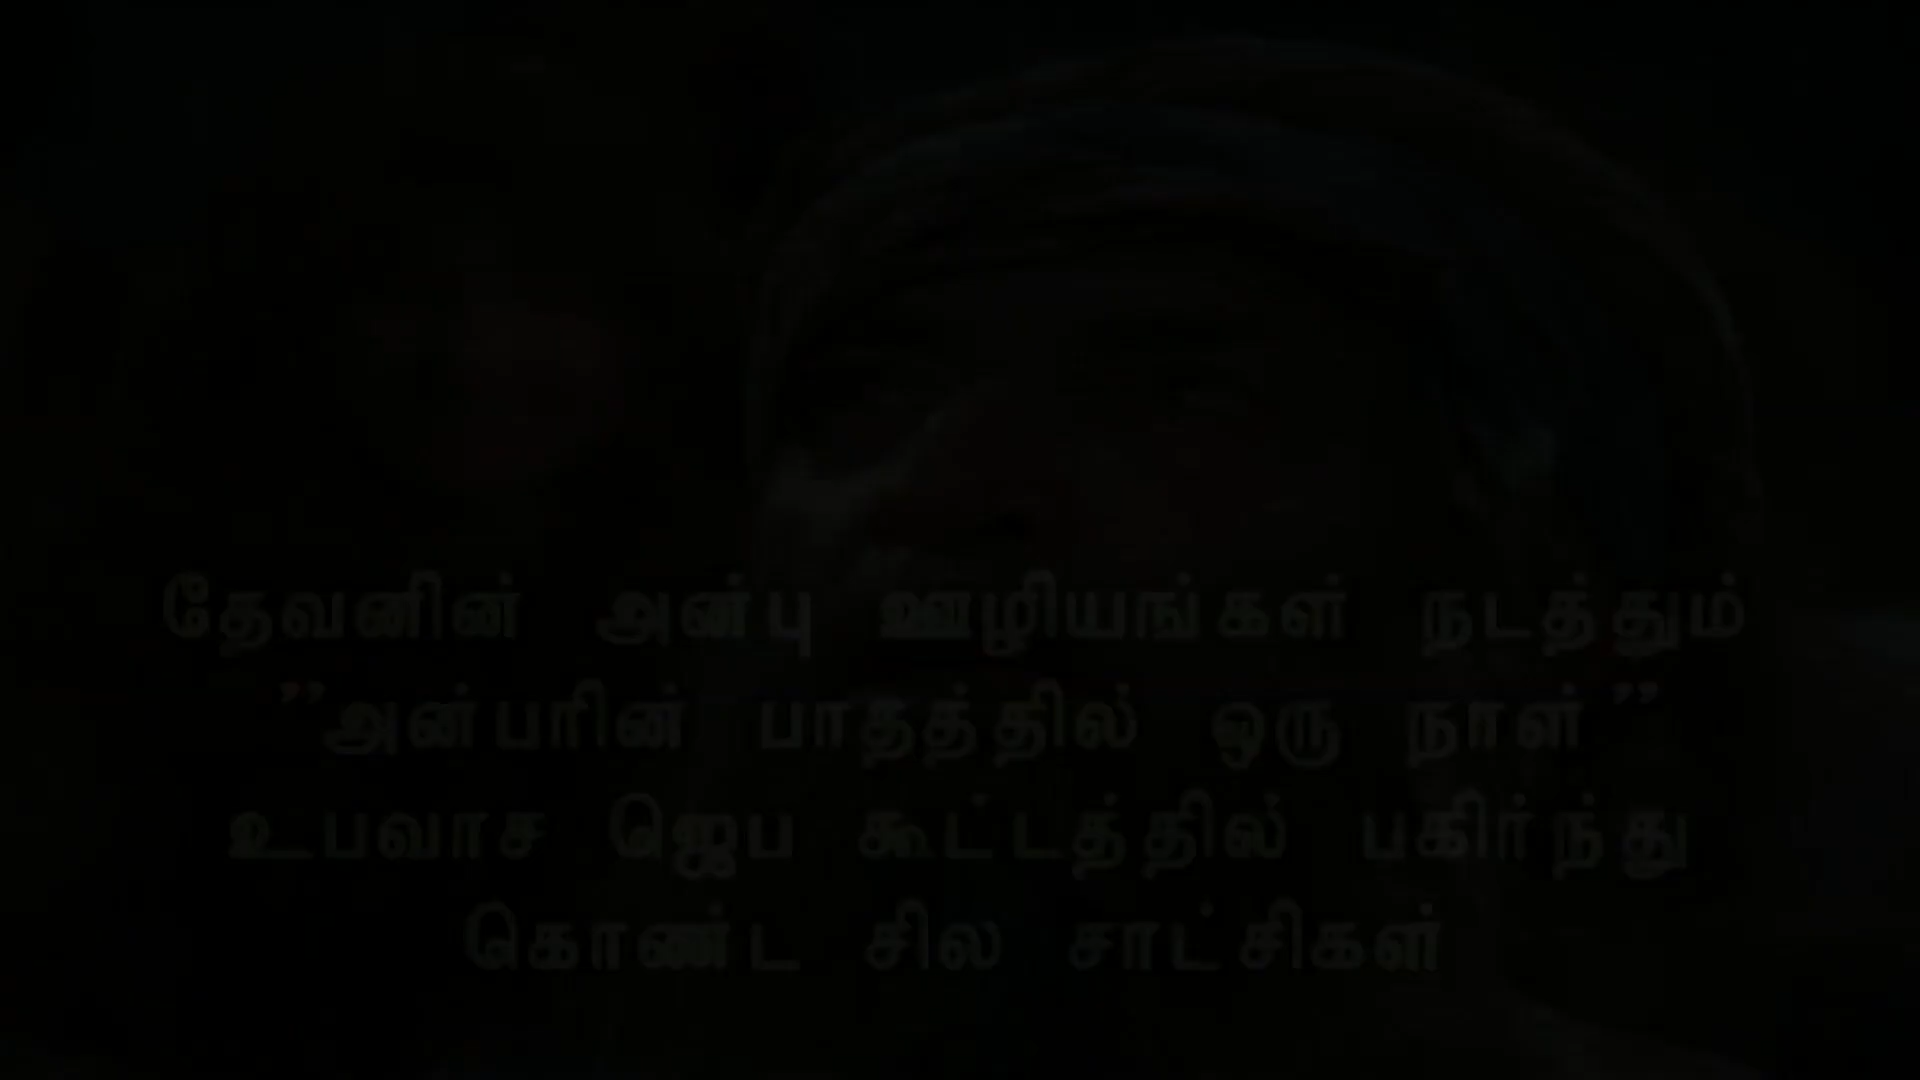 தேவனின் அன்பு ஊழியங்கள் நடத்தும்
”அன்பரின் பாதத்தில் ஒரு நாள்”
உபவாச ஜெப கூட்டத்தில் பகிர்ந்து
கொண்ட சில சாட்சிகள்